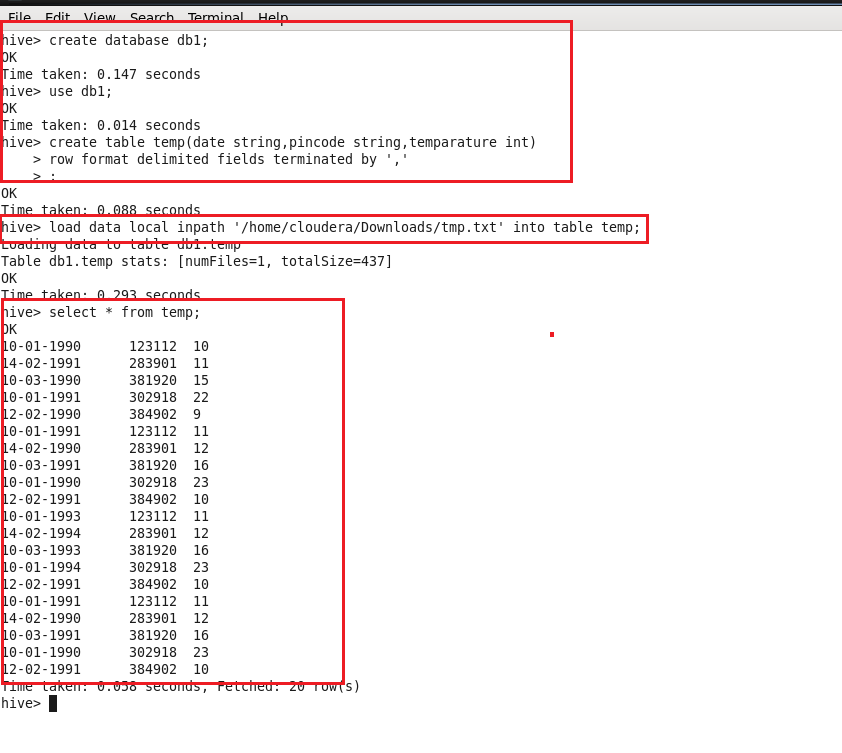 File Edit View Search Terminal Help
hive> create database db1;
OK
Time taken: 0.147 seconds
hive> use db1;
OK
Time taken: 0.014 seconds
hive> create table temp(date string,pincode string,temparature int)
    > row format delimited fields terminated by ','
    > ;
OK
Time taken: 0.088 seconds
hive> load data local inpath '/home/cloudera/Downloads/tmp.txt' into table temp;
Loading data to table db1.temp
Table db1.temp stats: [numFiles=1, totalSize=437]
OK
Time taken: 0.293 seconds
hive> select * from temp;
OK
10-01-1990      123112  10
14-02-1991      283901  11
10-03-1990      381920  15
10-01-1991      302918  22
12-02-1990      384902  9
10-01-1991      123112  11
14-02-1990      283901  12
10-03-1991      381920  16
10-01-1990      302918  23
12-02-1991      384902  10
10-01-1993      123112  11
14-02-1994      283901  12
10-03-1993      381920  16
10-01-1994      302918  23
12-02-1991      384902  10
10-01-1991      123112  11
14-02-1990      283901  12
10-03-1991      381920  16
10-01-1990      302918  23
12-02-1991      384902  10
Time taken: 0.058 seconds, Fetched: 20 row(s)
hive>